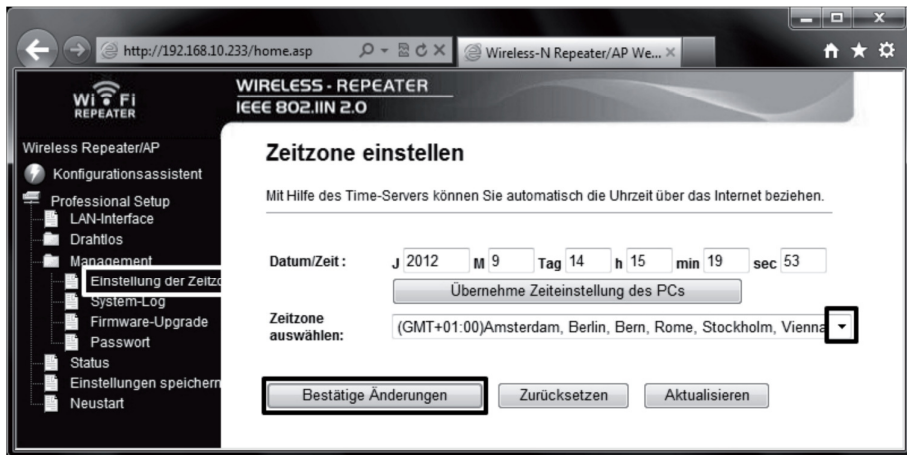 http://192.168.10.233/home.asp
Wireless-N Repeater/AP We...
Wi Fi
REPEATER
WIRELESS - REPEATER
IEEE 802.11N 2.0
Wireless Repeater/AP
Konfigurationsassistent
Professional Setup
LAN-Interface
Drahtlos
Management
Einstellung der Zeitzo
System-Log
Firmware-Upgrade
Passwort
Status
Einstellungen speichern
Neustart
Zeitzone einstellen
Mit Hilfe des Time-Servers können Sie automatisch die Uhrzeit über das Internet beziehen.
Datum/Zeit : J 2012 M 9 Tag 14 h 15 min 19 sec 53
Übernehme Zeiteinstellung des PCs
Zeitzone
auswählen: (GMT+01:00)Amsterdam, Berlin, Bern, Rome, Stockholm, Vienna
Bestätige Änderungen Zurücksetzen Aktualisieren